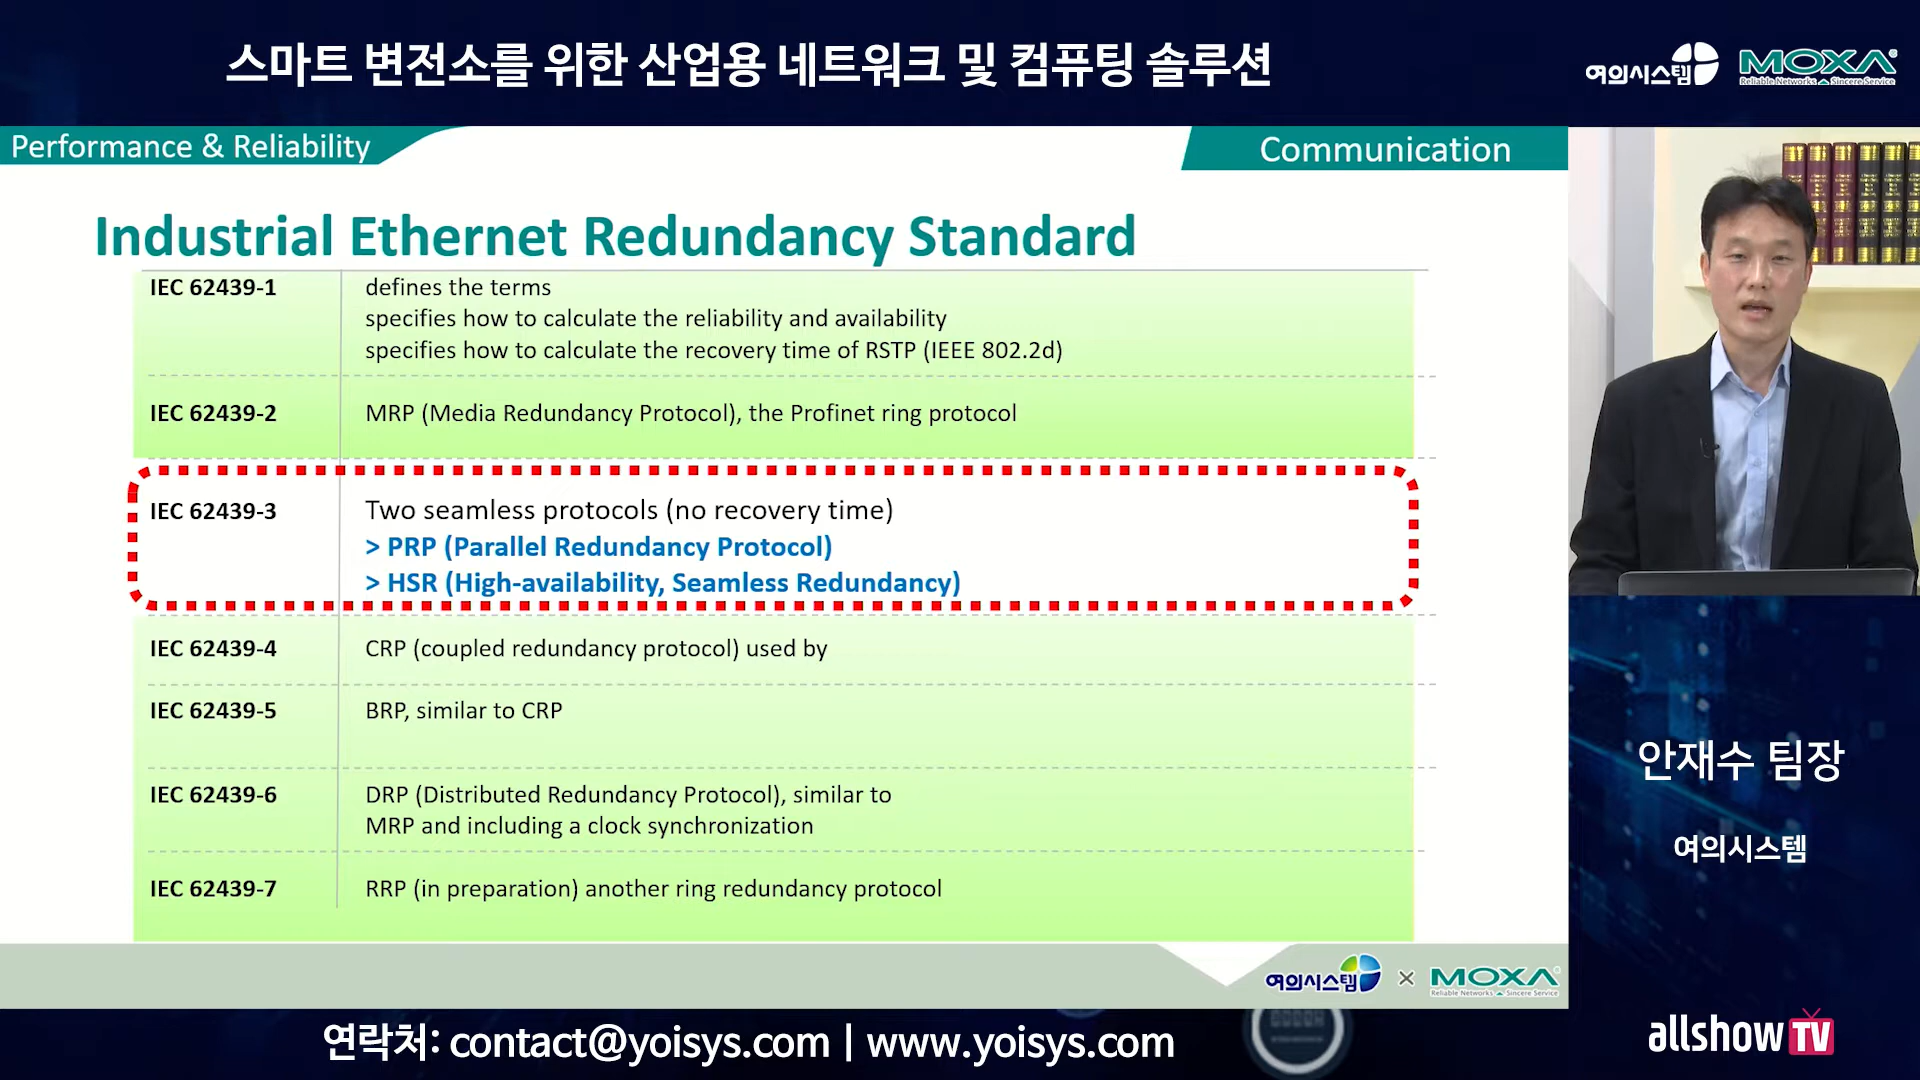 스마트 변전소를 위한 산업용 네트워크 및 컴퓨팅 솔루션
여의시스템
MOXA
Reliable Networks Sincere Service
Performance & Reliability
Communication
Industrial Ethernet Redundancy Standard
IEC 62439-1
defines the terms
specifies how to calculate the reliability and availability
specifies how to calculate the recovery time of RSTP (IEEE 802.2d)
IEC 62439-2
MRP (Media Redundancy Protocol), the Profinet ring protocol
IEC 62439-3
Two seamless protocols (no recovery time)
> PRP (Parallel Redundancy Protocol)
> HSR (High-availability, Seamless Redundancy)
IEC 62439-4
CRP (coupled redundancy protocol) used by
IEC 62439-5
BRP, similar to CRP
IEC 62439-6
DRP (Distributed Redundancy Protocol), similar to
MRP and including a clock synchronization
IEC 62439-7
RRP (in preparation) another ring redundancy protocol
안재수 팀장
여의시스템
여의시스템 × MOXA
Reliable Networks Sincere Service
연락처: contact@yoisys.com | www.yoisys.com
allshow TV